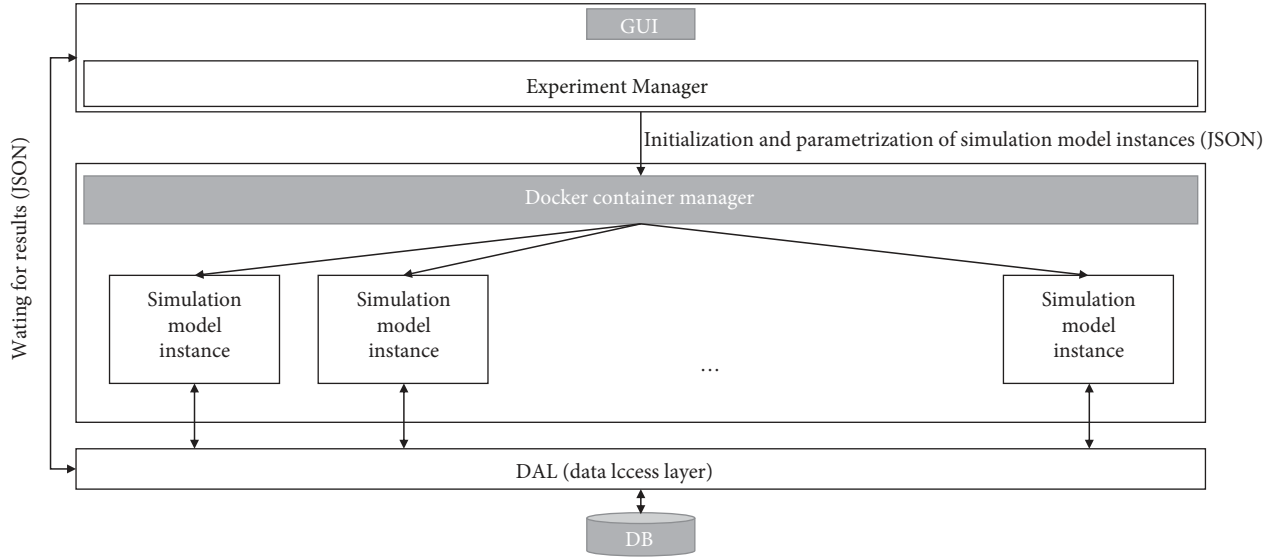 GUI
Experiment Manager
Initialization and parametrization of simulation model instances (JSON)
Wating for results (JSON)
Docker container manager
Simulation
model
instance
Simulation
model
instance
...
Simulation
model
instance
DAL (data lccess layer)
DB